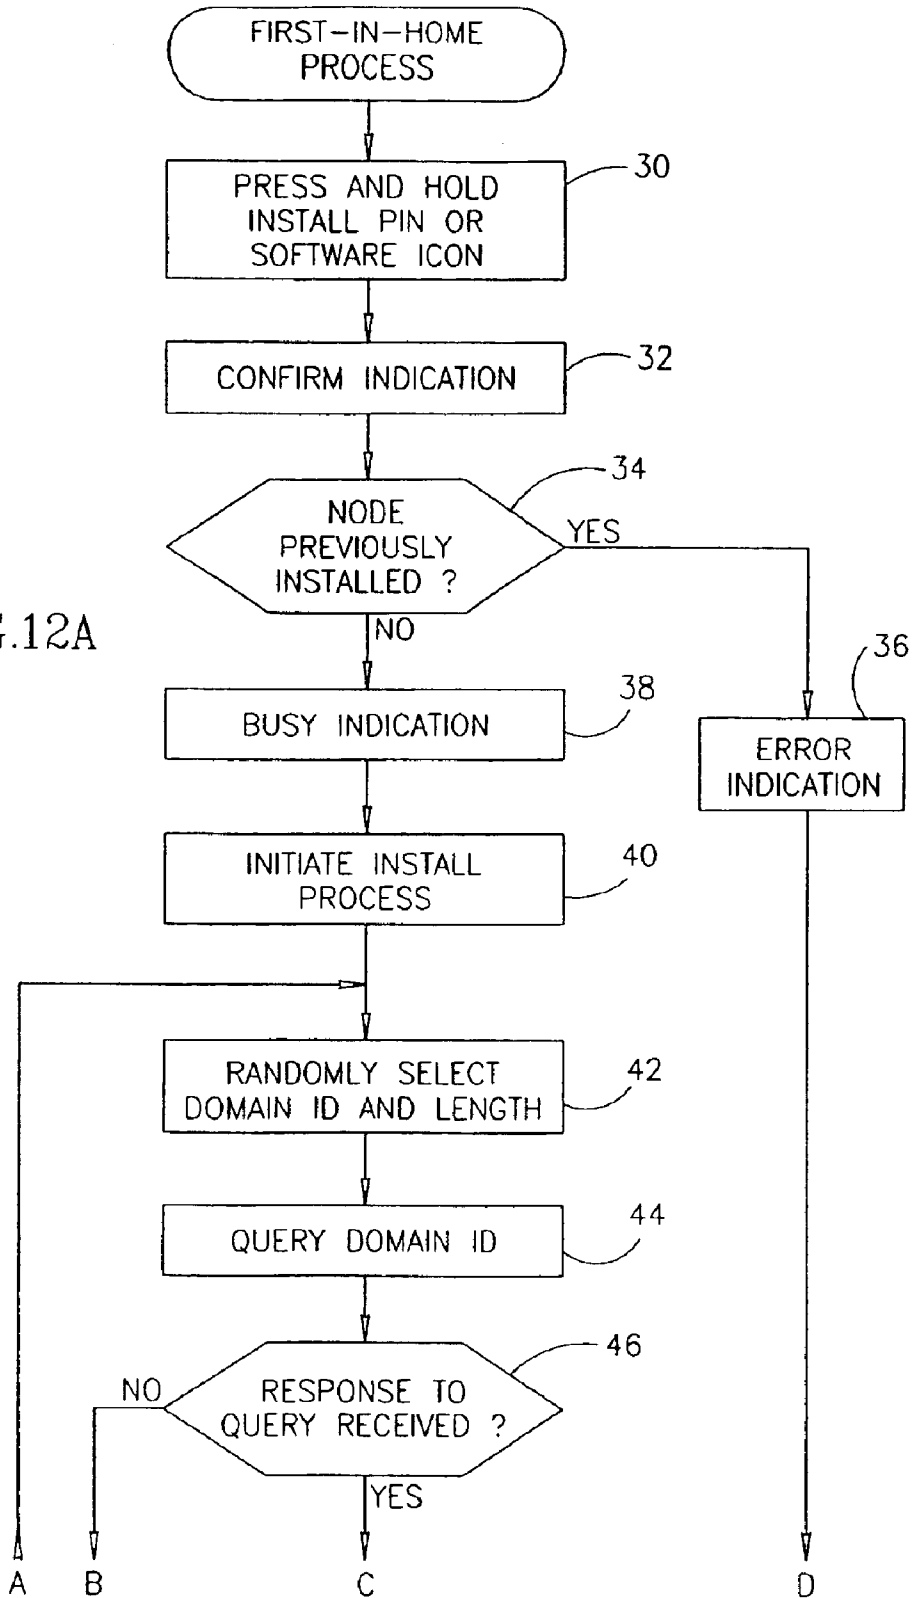 FIRST-IN-HOME
PROCESS
30
PRESS AND HOLD
INSTALL PIN OR
SOFTWARE ICON
32
CONFIRM INDICATION
34
NODE
PREVIOUSLY
INSTALLED ?
YES
NO
G.12A
36
38
BUSY INDICATION
ERROR
INDICATION
40
INITIATE INSTALL
PROCESS
42
RANDOMLY SELECT
DOMAIN ID AND LENGTH
44
QUERY DOMAIN ID
46
NO
RESPONSE TO
QUERY RECEIVED ?
YES
A B C D